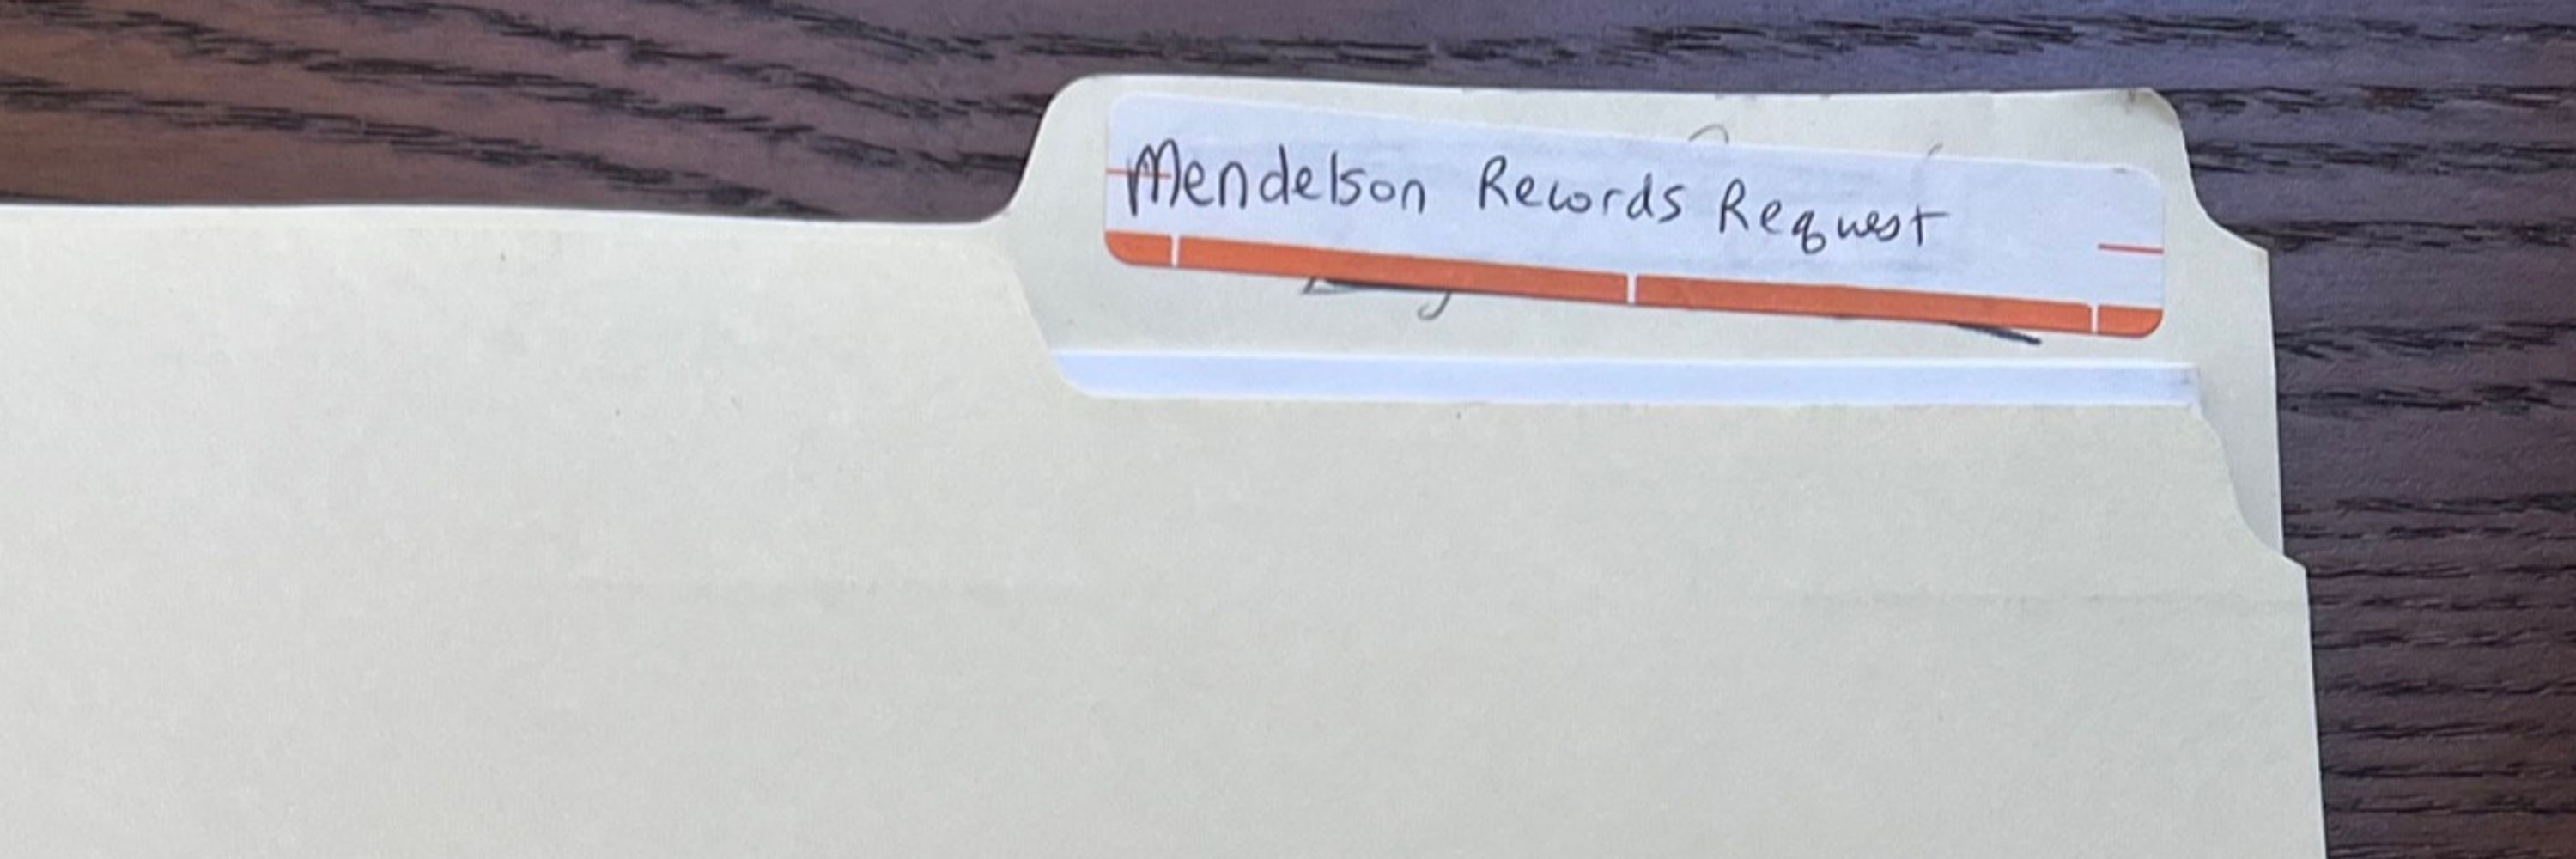 Mendelson Records Request